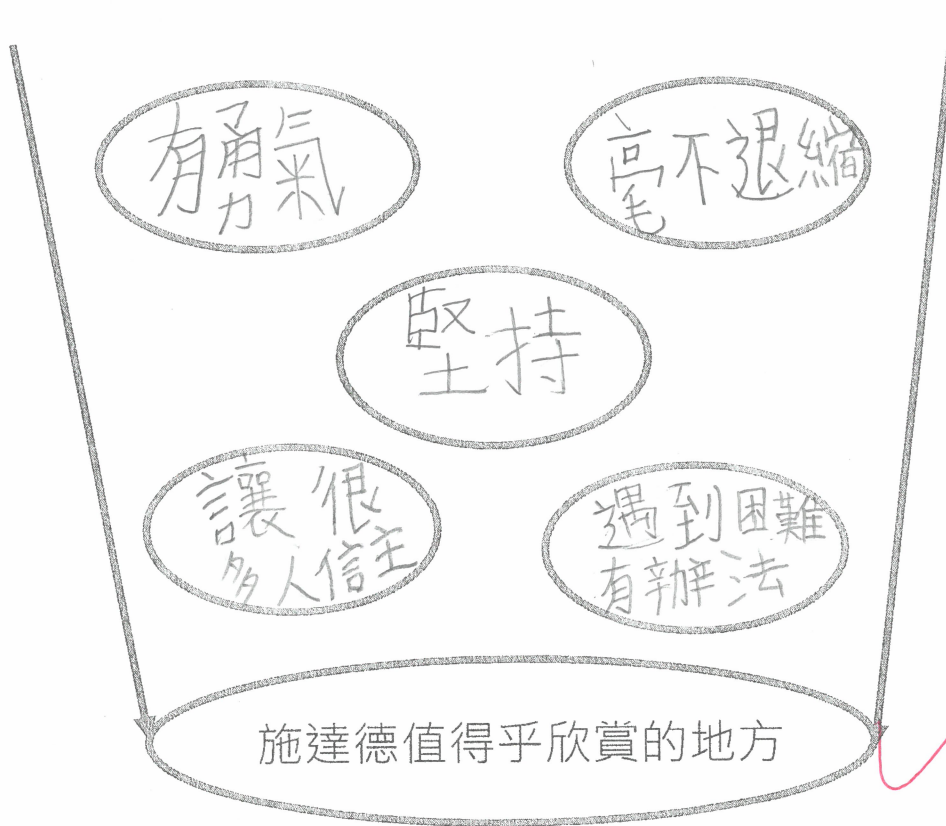 有勇氣
毫不退縮
堅持
讓很
多人信主
遇到困難
有辦法
施達德值得乎欣賞的地方